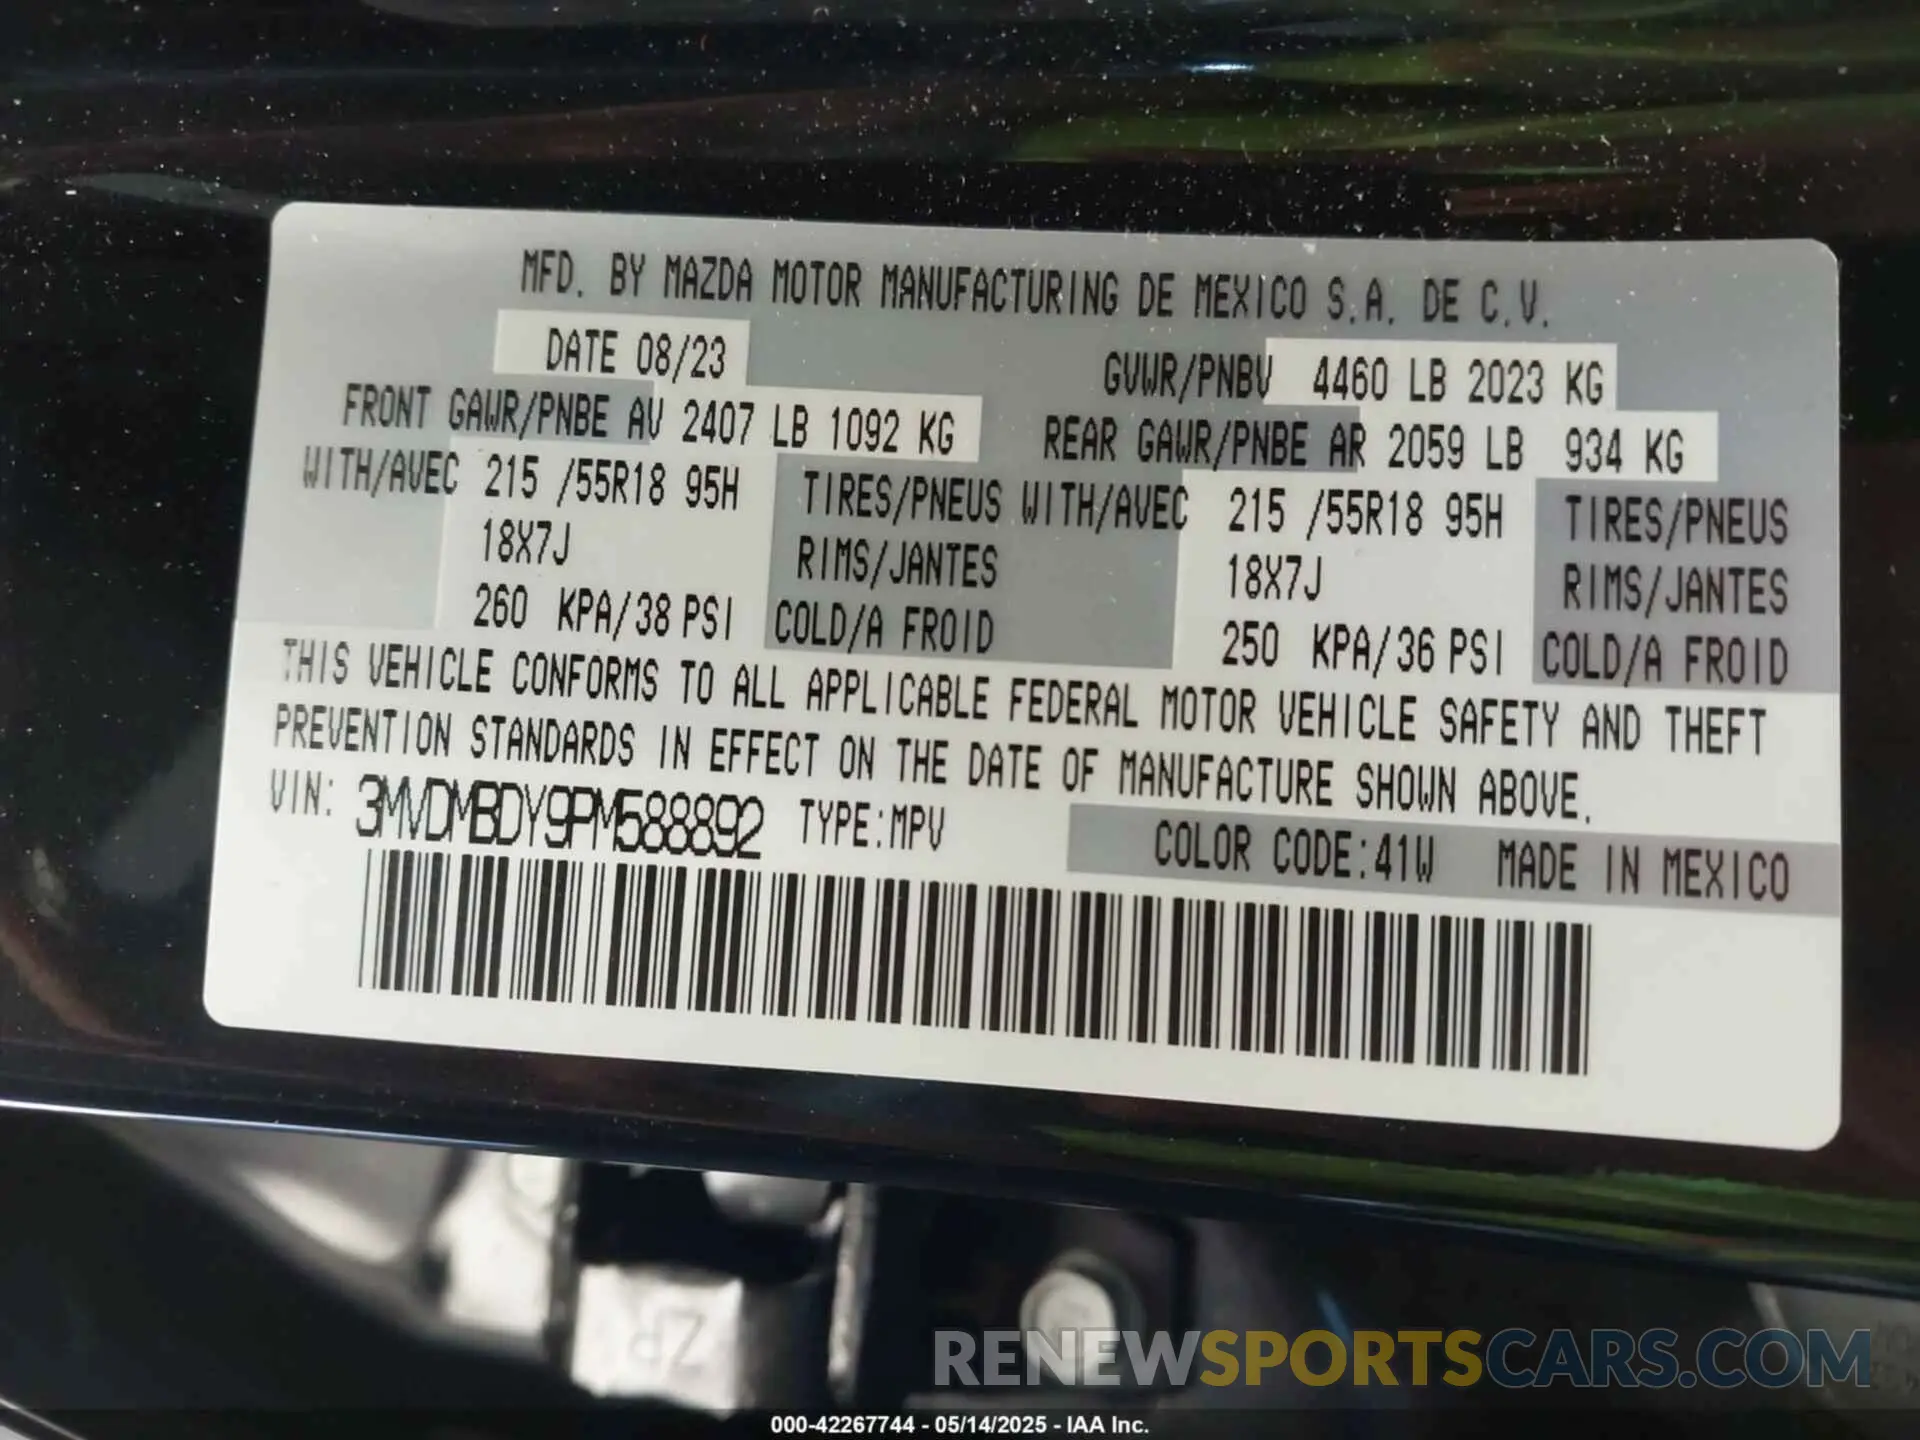 MFD. BY MAZDA MOTOR MANUFACTURING DE MEXICO S.A. DE C.V.
DATE 08/23 GVWR/PNBV 4460 LB 2023 KG
FRONT GAWR/PNBE AV 2407 LB 1092 KG REAR GAWR/PNBE AR 2059 LB 934 KG
WITH/AVEC 215 /55R18 95H TIRES/PNEUS WITH/AVEC 215 /55R18 95H TIRES/PNEUS
18X7J RIMS/JANTES 18X7J RIMS/JANTES
260 KPA/38 PSI COLD/A FROID 250 KPA/36 PSI COLD/A FROID
THIS VEHICLE CONFORMS TO ALL APPLICABLE FEDERAL MOTOR VEHICLE SAFETY AND THEFT
PREVENTION STANDARDS IN EFFECT ON THE DATE OF MANUFACTURE SHOWN ABOVE.
VIN: 3MVDMBDY9PM588892 TYPE:MPV COLOR CODE:41W MADE IN MEXICO
RENEWSPORTSCARS.COM
000-42267744 - 05/14/2025 - IAA Inc.